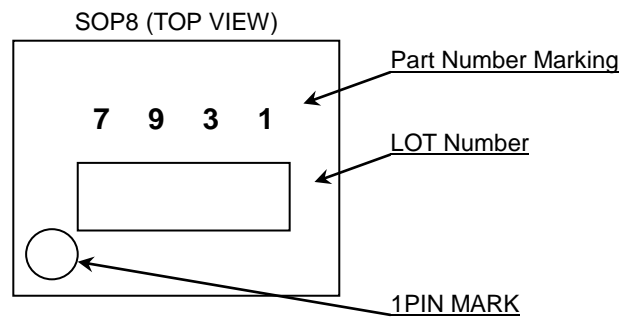 SOP8 (TOP VIEW)
Part Number Marking
7 9 3 1
LOT Number
1PIN MARK